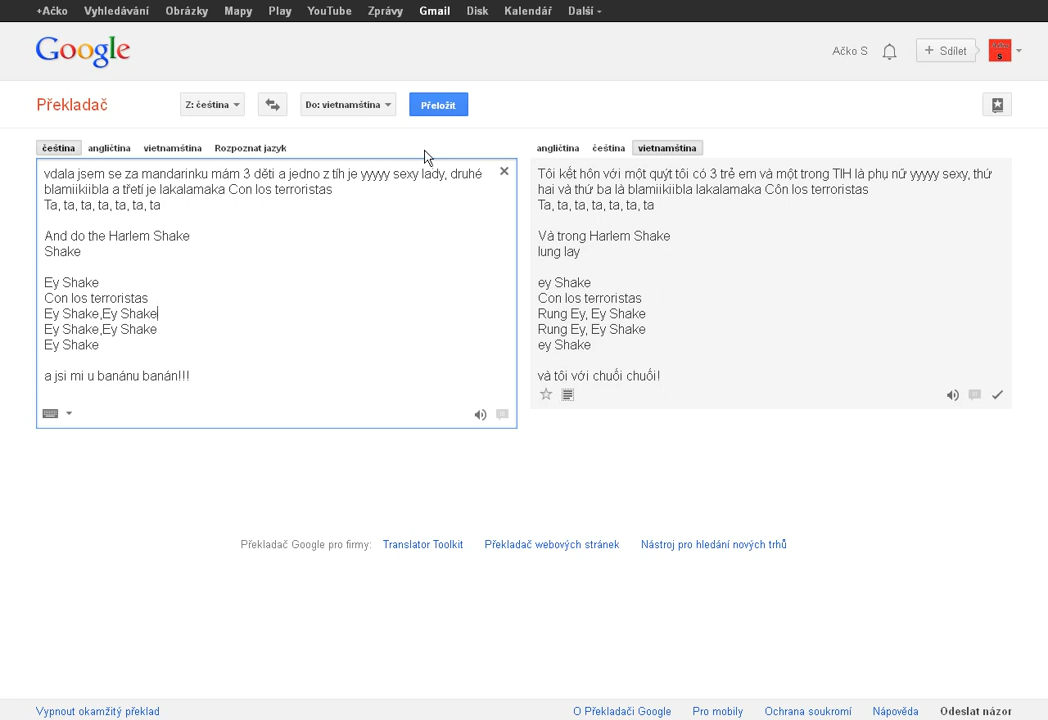 +Ačko Vyhledávání Obrázky Mapy Play YouTube Zprávy Gmail Disk Kalendář Další
Google
Ačko S
+ Sdílet
Překladač
Z: čeština
Do: vietnamština
Přeložit
čeština angličtina vietnamština Rozpoznat jazyk
vdala jsem se za mandarinku mám 3 děti a jedno z tíh je yyyyy sexy lady, druhé
blamiikiibla a třetí je lakalamaka Con los terroristas
Ta, ta, ta, ta, ta, ta, ta
And do the Harlem Shake
Shake
Ey Shake
Con los terroristas
Ey Shake,Ey Shake
Ey Shake,Ey Shake
Ey Shake
a jsi mi u banánu banán!!!
angličtina čeština vietnamština
Tôi kết hôn với một quýt tôi có 3 trẻ em và một trong TIH là phụ nữ yyyyy sexy, thứ
hai và thứ ba là blamiikiibla lakalamaka Côn los terroristas
Ta, ta, ta, ta, ta, ta, ta
Và trong Harlem Shake
lung lay
ey Shake
Con los terroristas
Rung Ey, Ey Shake
Rung Ey, Ey Shake
ey Shake
và tôi với chuối chuối!
Překladač Google pro firmy: Translator Toolkit Překladač webových stránek Nástroj pro hledání nových trhů
Vypnout okamžitý překlad
O Překladači Google Pro mobily Ochrana soukromí Nápověda Odeslat názor